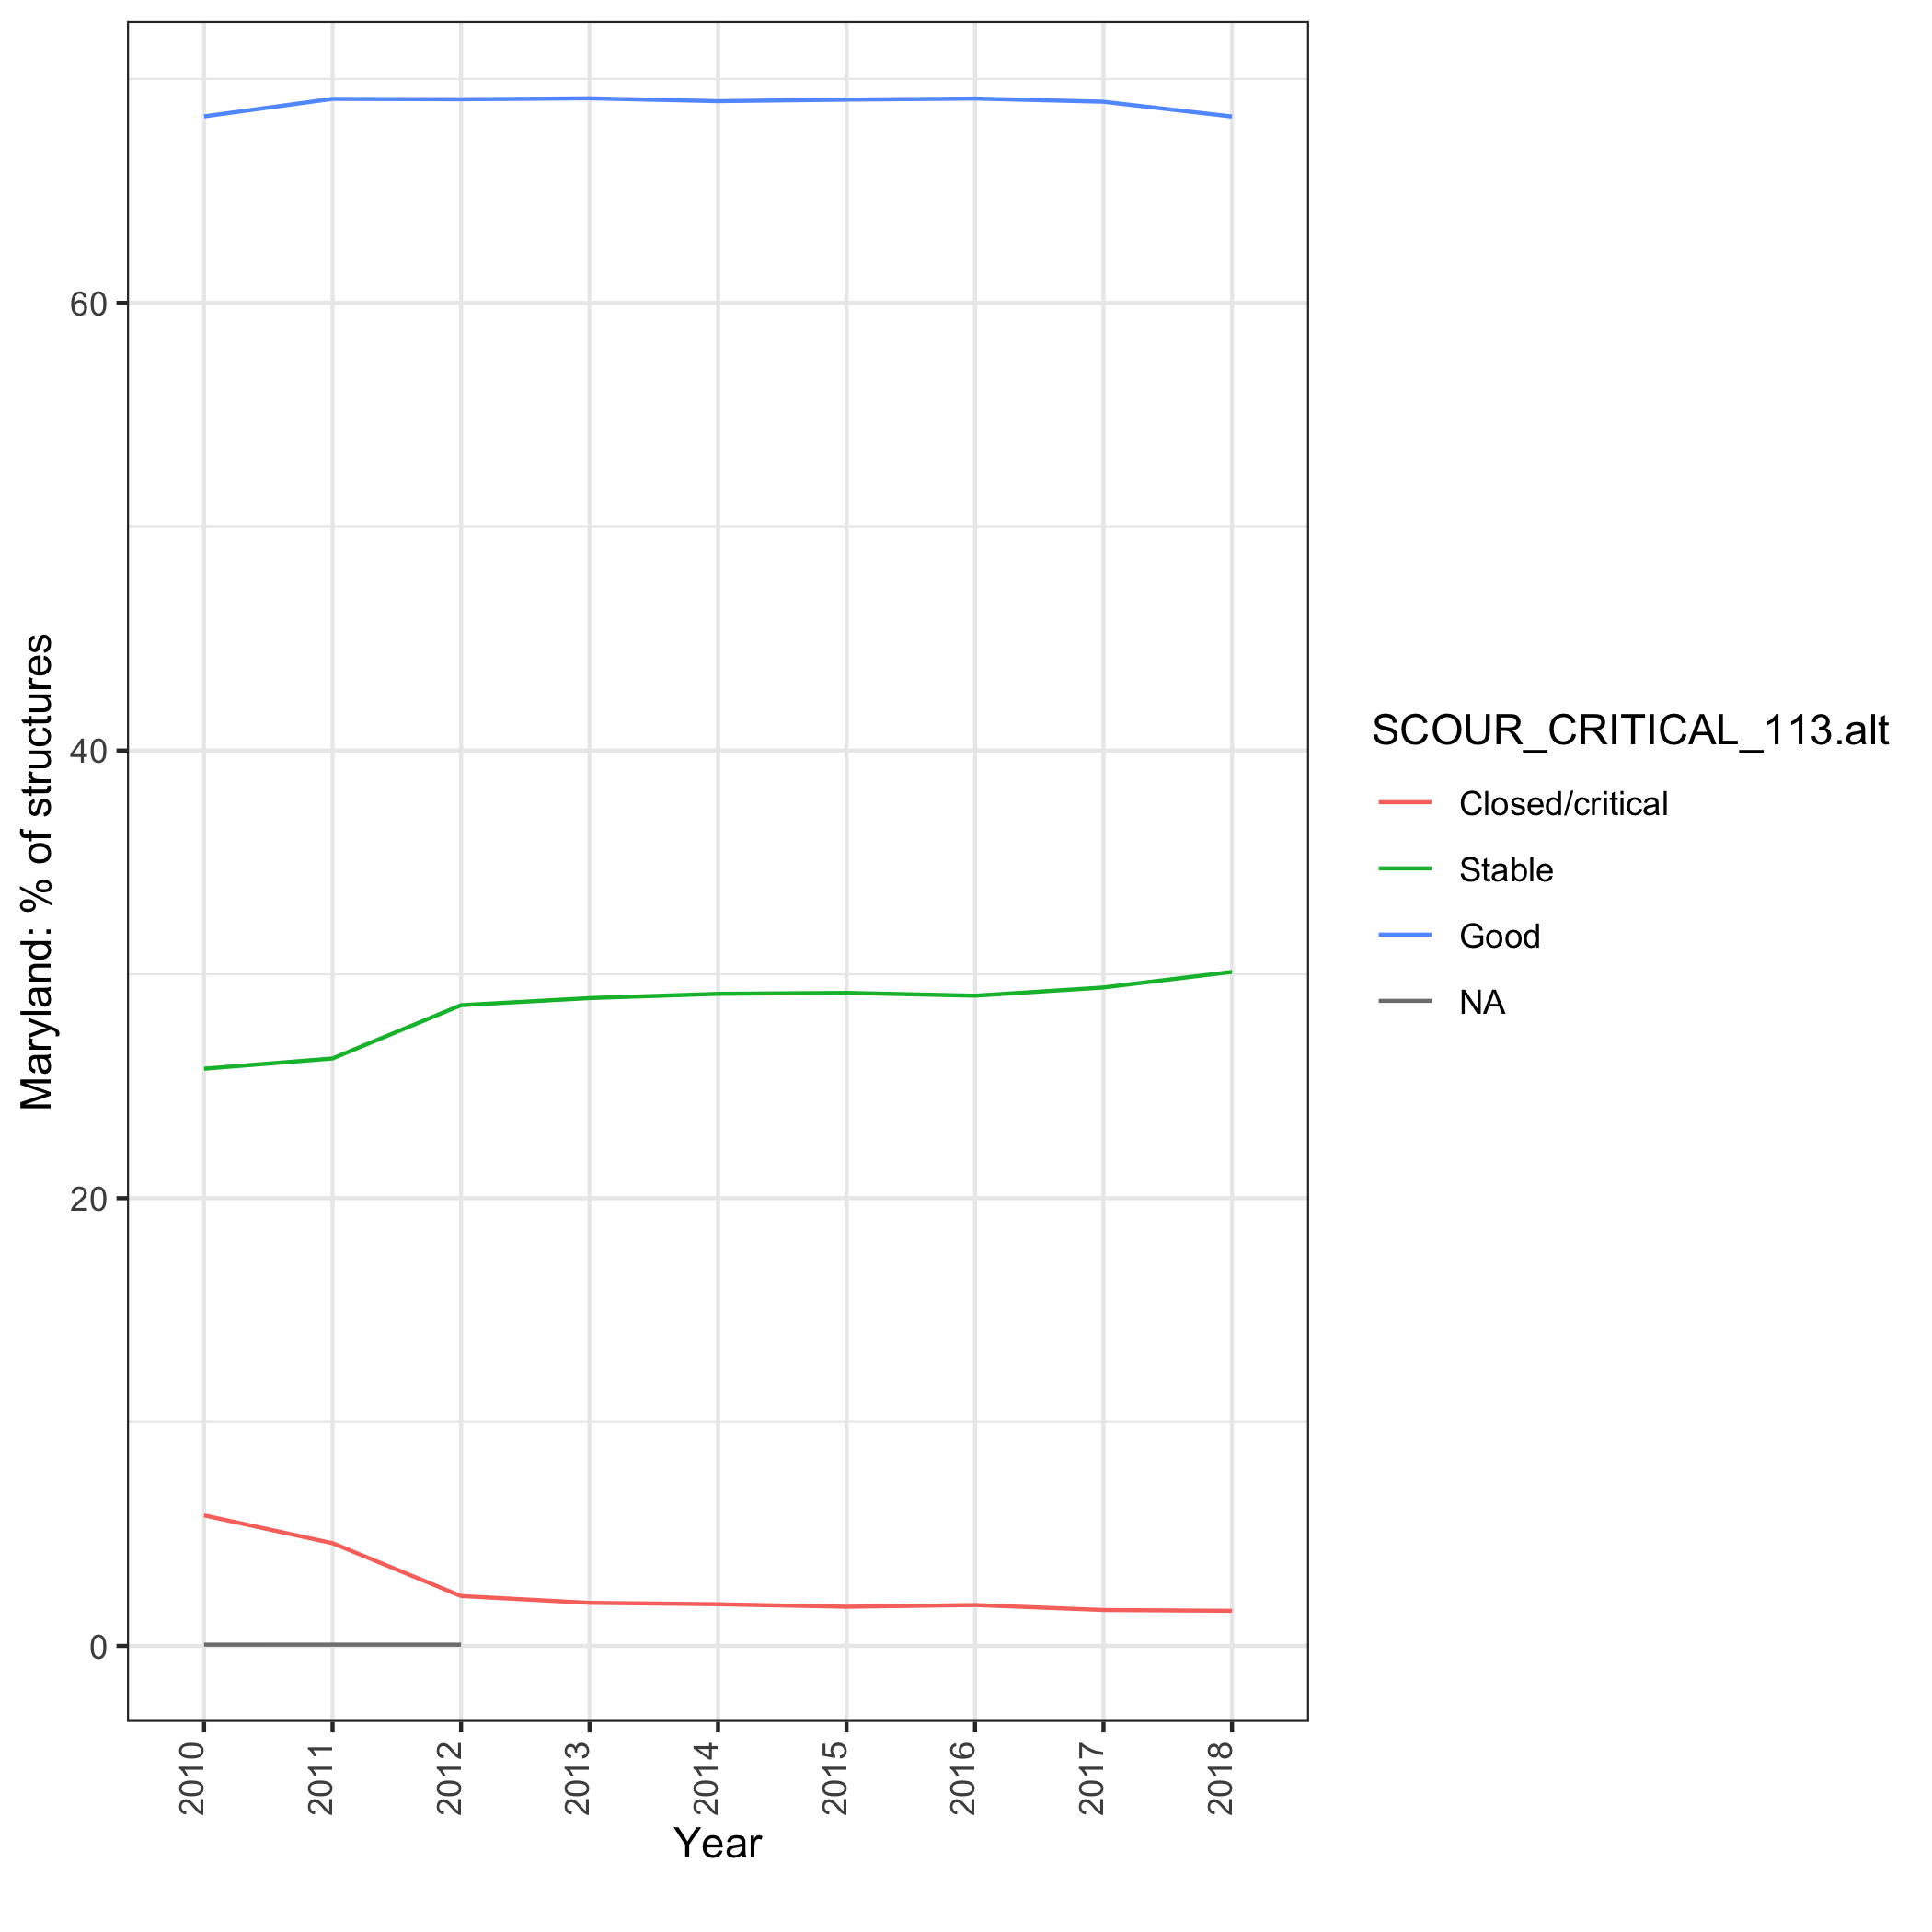 Maryland: % of structures
60
40
20
0
2010
2011
2012
2013
2014
2015
2016
2017
2018
Year
SCOUR_CRITICAL_113.alt
Closed/critical
Stable
Good
NA